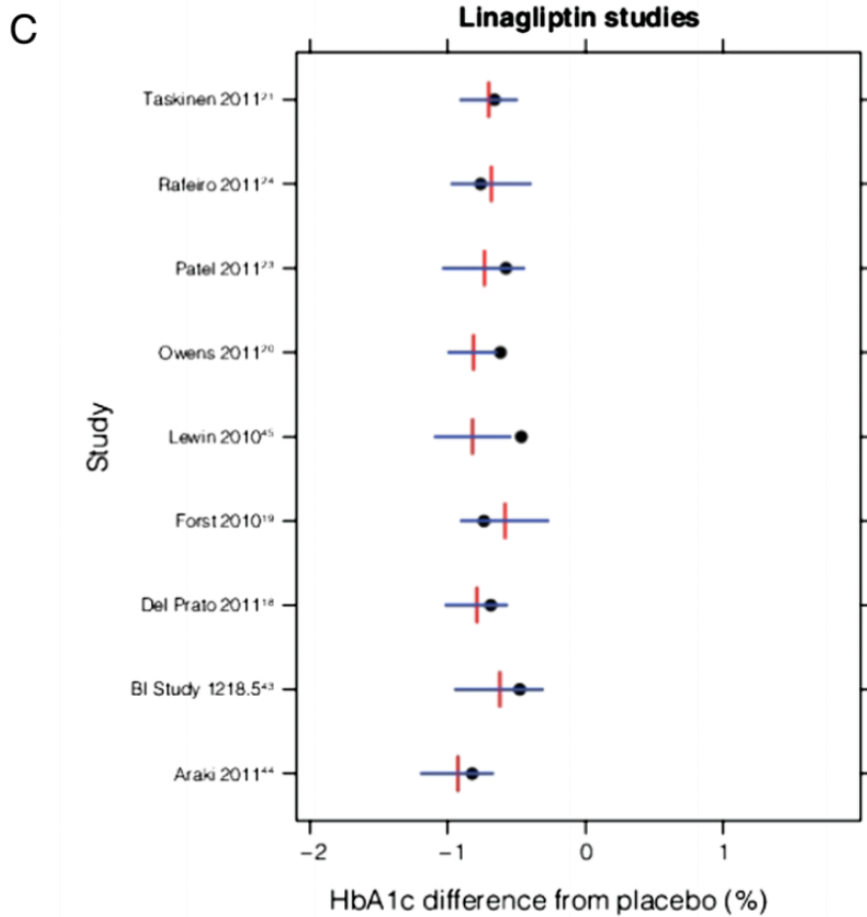 C
Linagliptin studies
Taskinen 2011²¹
Rafeiro 2011²⁴
Patel 2011²³
Owens 2011²⁰
Lewin 2010⁴⁵
Forst 2010¹⁹
Del Prato 2011¹⁸
BI Study 1218.5⁴³
Araki 2011⁴⁴
Study
−2 −1 0 1
HbA1c difference from placebo (%)